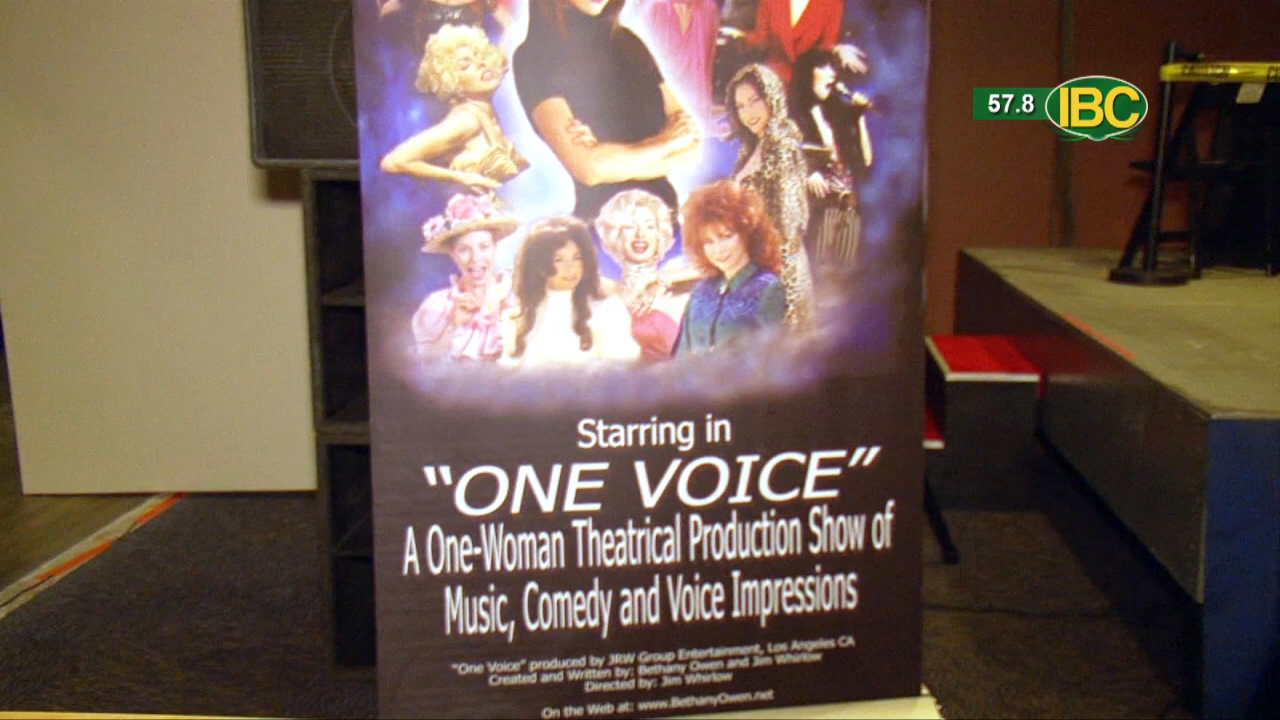 57.8 IBC
Starring in
"ONE VOICE"
A One-Woman Theatrical Production Show of
Music, Comedy and Voice Impressions
"One Voice" produced by JRW Group Entertainment, Los Angeles CA
Created and Written by: Bethany Owen and Jim Whirlow
Directed by: Jim Whirlow
On the Web at: www.BethanyOwen.net